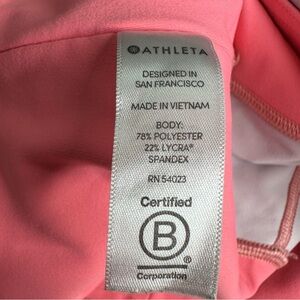 ATHLETA
DESIGNED IN
SAN FRANCISCO
MADE IN VIETNAM
BODY:
78% POLYESTER
22% LYCRA®
SPANDEX
RN 54023
Certified
B
Corporation